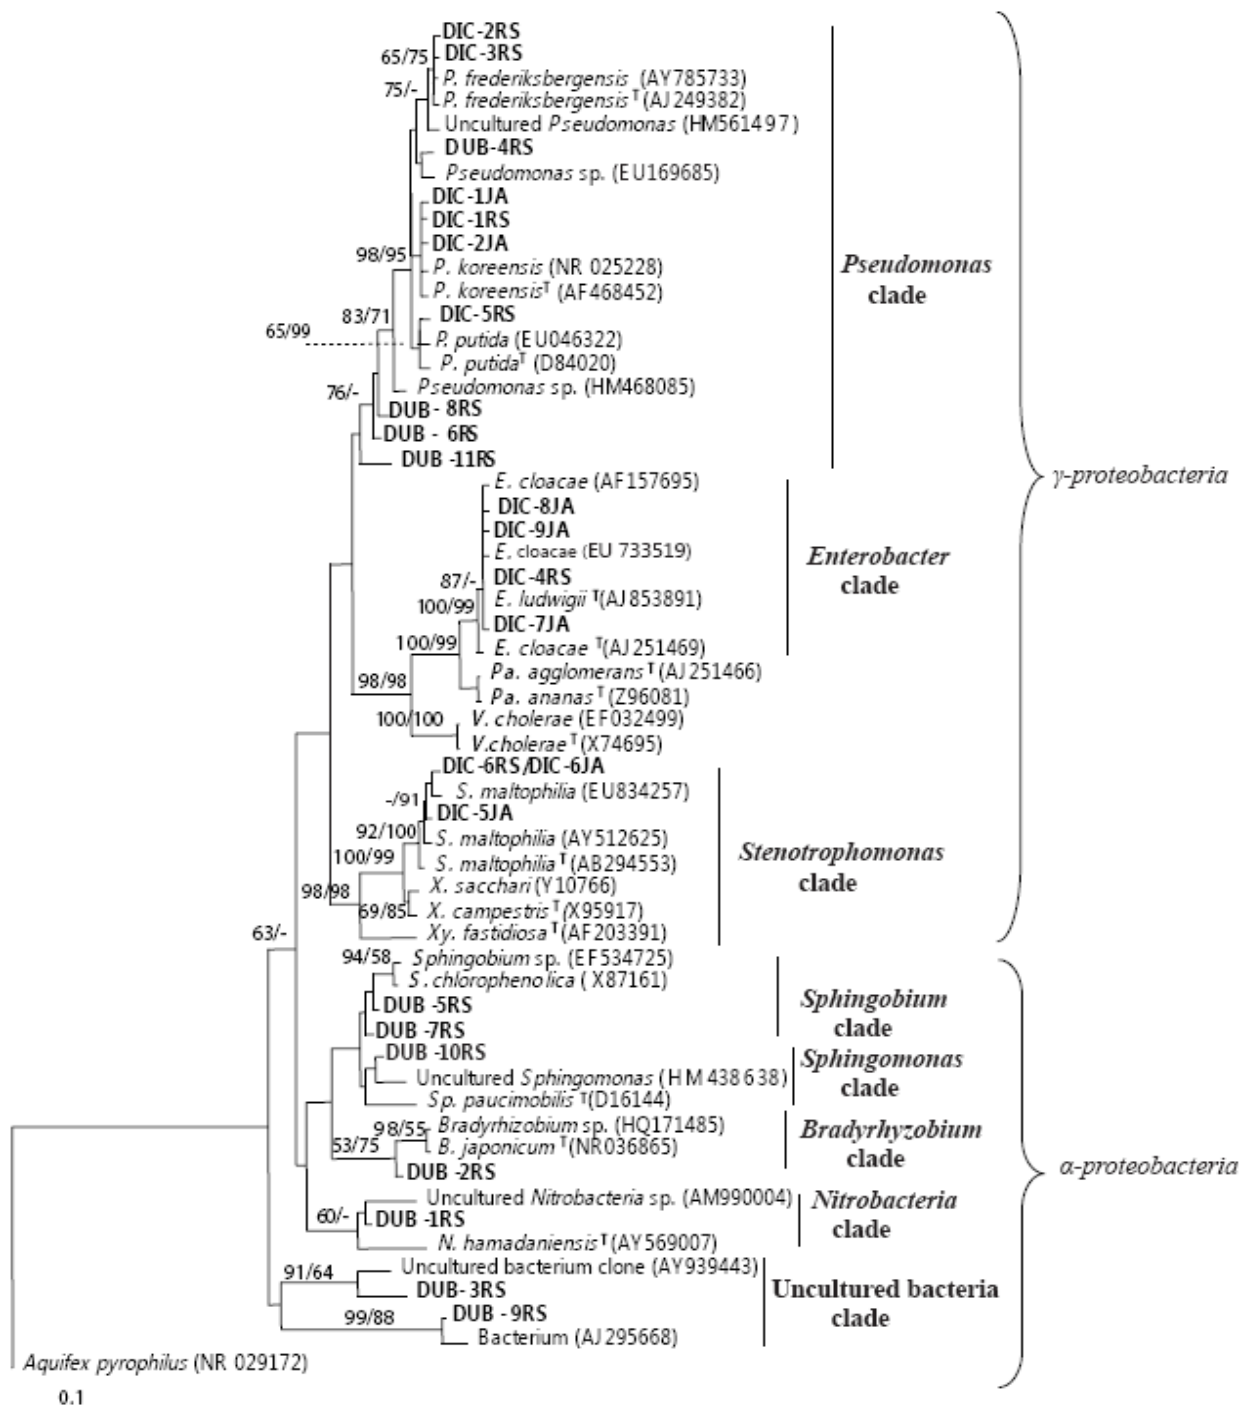 DIC-2RS
65/75 DIC-3RS
P. frederiksbergensis (AY785733)
75/-
P. frederiksbergensis T (AJ249382)
Uncultured Pseudomonas (HM561497)
DUB-4RS
Pseudomonas sp. (EU169685)
DIC-1JA
DIC-1RS
DIC-2JA
98/95
P. koreensis (NR 025228)
P. koreensis T (AF468452)
Pseudomonas
clade
DIC-5RS
83/71
65/99
P. putida (EU046322)
P. putida T (D84020)
Pseudomonas sp. (HM468085)
76/-
DUB - 8RS
DUB - 6RS
DUB -11RS
γ-proteobacteria
E. cloacae (AF157695)
DIC-8JA
DIC-9JA
E. cloacae (EU 733519)
Enterobacter
clade
87/-
DIC-4RS
E. ludwigii T (AJ853891)
100/99
DIC-7JA
100/99
E. cloacae T (AJ251469)
Pa. agglomerans T (AJ251466)
98/98
Pa. ananas T (Z96081)
100/100
V. cholerae (EF032499)
V.cholerae T (X74695)
DIC-6RS/DIC-6JA
S. maltophilia (EU834257)
-/91
DIC-5JA
92/100
S. maltophilia (AY512625)
100/99
S. maltophilia T (AB294553)
Stenotrophomonas
clade
98/98
X. sacchari (Y10766)
69/85
X. campestris T (X95917)
Xy. fastidiosa T (AF203391)
63/-
94/58
Sphingobium sp. (EF534725)
S.chlorophenolica ( X87161)
DUB -5RS
DUB -7RS
Sphingobium
clade
DUB -10RS
Uncultured Sphingomonas (HM438638)
Sp. paucimobilis T (D16144)
Sphingomonas
clade
98/55
Bradyrhizobium sp. (HQ171485)
53/75
B. japonicum T (NR036865)
DUB -2RS
Bradyrhyzobium
clade
α-proteobacteria
Uncultured Nitrobacteria sp. (AM990004)
60/-
DUB -1RS
N. hamadaniensis T (AY569007)
Nitrobacteria
clade
Uncultured bacterium clone (AY939443)
91/64
DUB- 3RS
99/88
DUB -9RS
Bacterium (AJ295668)
Uncultured bacteria
clade
Aquifex pyrophilus (NR 029172)
0.1